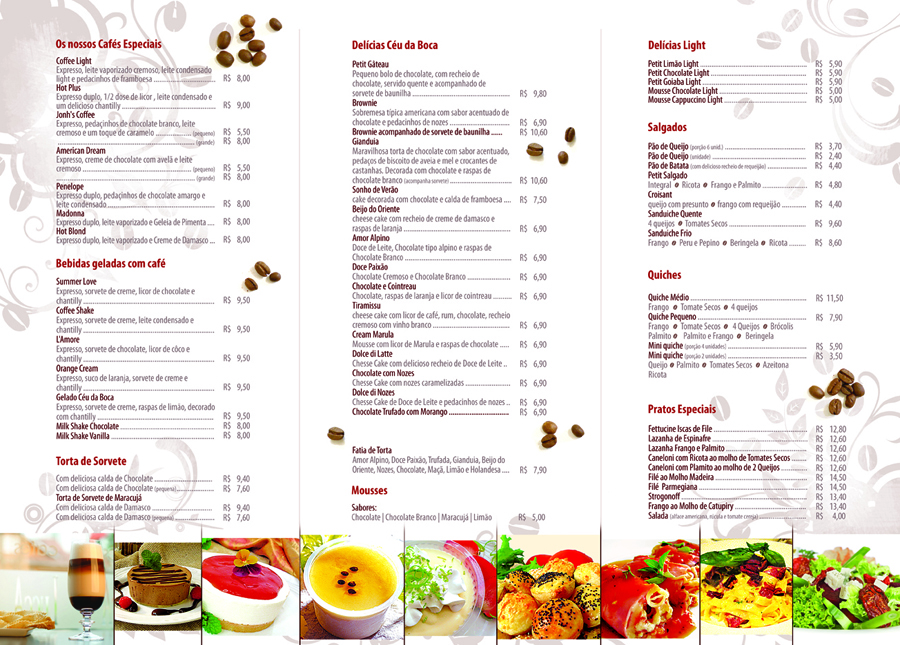 Os nossos Cafés Especiais
Coffee Light
Expresso, leite vaporizado cremoso, leite condensado
light e pedacinhos de framboesa ........ R$ 8,00
Hot Plus
Expresso duplo, 1/2 dose de licor , leite condensado e
um delicioso chantilly ........ R$ 9,00
Jonh's Coffee
Expresso, pedaçinhos de chocolate branco, leite
cremoso e um toque de caramelo ........ (pequeno) R$ 5,50
........ (grande) R$ 8,00
American Dream
Expresso, creme de chocolate com avelã e leite
cremoso ........ (pequeno) R$ 5,50
........ (grande) R$ 8,00
Penelope
Expresso duplo, pedaçinhos de chocolate amargo e
leite condensado ........ R$ 8,00
Madonna
Expresso duplo, leite vaporizado e Geleia de Pimenta .... R$ 8,00
Hot Blond
Expresso duplo, leite vaporizado e Creme de Damasco ... R$ 8,00
Bebidas geladas com café
Summer Love
Expresso, sorvete de creme, licor de chocolate e
chantilly ........ R$ 9,50
Coffee Shake
Expresso, sorvete de creme, leite condensado e
chantilly ........ R$ 9,50
L'Amore
Expresso, sorvete de chocolate, licor de côco e
chantilly ........ R$ 9,50
Orange Cream
Expresso, suco de laranja, sorvete de creme e
chantilly ........ R$ 9,50
Gelado Céu da Boca
Expresso, sorvete de creme, raspas de limão, decorado
com chantilly ........ R$ 9,50
Milk Shake Chocolate ........ R$ 8,00
Milk Shake Vanilla ........ R$ 8,00
Torta de Sorvete
Com deliciosa calda de Chocolate ........ R$ 9,40
Com deliciosa calda de Chocolate (pequena) ........ R$ 7,60
Torta de Sorvete de Maracujá
Com deliciosa calda de Damasco ........ R$ 9,40
Com deliciosa calda de Damasco (pequena) ........ R$ 7,60
Delícias Céu da Boca
Petit Gâteau
Pequeno bolo de chocolate, com recheio de
chocolate, servido quente e acompanhado de
sorvete de baunilha ........ R$ 9,80
Brownie
Sobremesa típica americana com sabor acentuado de
chocolate e pedacinhos de nozes ........ R$ 6,90
Brownie acompanhado de sorvete de baunilha ...... R$ 10,60
Gianduia
Maravilhosa torta de chocolate com sabor acentuado,
pedaços de biscoito de aveia e mel e crocantes de
castanhas. Decorada com chocolate e raspas de
chocolate branco (acompanha sorvete) ........ R$ 10,60
Sonho de Verão
cake decorada com chocolate e calda de framboesa .... R$ 7,50
Beijo do Oriente
cheese cake com recheio de creme de damasco e
raspas de laranja ........ R$ 6,90
Amor Alpino
Doce de Leite, Chocolate tipo alpino e raspas de
Chocolate Branco ........ R$ 6,90
Doce Paixão
Chocolate Cremoso e Chocolate Branco ........ R$ 6,90
Chocolate e Cointreau
Chocolate, raspas de laranja e licor de cointreau ........ R$ 6,90
Tiramissu
cheese cake com licor de café, rum, chocolate, recheio
cremoso com vinho branco ........ R$ 6,90
Cream Marula
Mousse com licor de Marula e raspas de chocolate ..... R$ 6,90
Dolce di Latte
Chesse Cake com delicioso recheio de Doce de Leite .. R$ 6,90
Chocolate com Nozes
Chesse Cake com nozes caramelizadas ........ R$ 6,90
Dolce di Nozes
Chesse Cake de Doce de Leite e pedacinhos de nozes .. R$ 6,90
Chocolate Trufado com Morango ........ R$ 6,90
Fatia de Torta
Amor Alpino, Doce Paixão, Trufada, Gianduia, Beijo do
Oriente, Nozes, Chocolate, Maçã, Limão e Holandesa .... R$ 7,90
Mousses
Sabores:
Chocolate | Chocolate Branco | Maracujá | Limão R$ 5,00
Delícias Light
Petit Limão Light ........ R$ 5,90
Petit Chocolate Light ........ R$ 5,90
Petit Goiaba Light ........ R$ 5,90
Mousse Chocolate Light ........ R$ 5,00
Mousse Cappuccino Light ........ R$ 5,00
Salgados
Pão de Queijo (porção 6 unid.) ........ R$ 3,70
Pão de Queijo (unidade) ........ R$ 2,40
Pão de Batata (com delicioso recheio de requeijão) ........ R$ 4,40
Petit Salgado
Integral Ricota Frango e Palmito ........ R$ 4,80
Croisant
queijo com presunto frango com requeijão ........ R$ 4,40
Sanduiche Quente
4 queijos Tomates Secos ........ R$ 9,60
Sanduiche Frio
Frango Peru e Pepino Beringela Ricota ........ R$ 8,60
Quiches
Quiche Médio ........ R$ 11,50
Frango Tomate Secos 4 queijos
Quiche Pequeno ........ R$ 7,90
Frango Tomate Secos 4 Queijos Brócolis
Palmito Palmito e Frango Beringela
Mini quiche (porção 4 unidades) ........ R$ 5,90
Mini quiche (porção 2 unidades) ........ R$ 3,50
Queijo Palmito Tomates Secos Azeitona
Ricota
Pratos Especiais
Fettucine Iscas de File ........ R$ 12,80
Lazanha de Espinafre ........ R$ 12,60
Lazanha Frango e Palmito ........ R$ 12,60
Caneloni com Ricota ao molho de Tomates Secos ...... R$ 12,60
Caneloni com Plamito ao molho de 2 Queijos ........ R$ 12,60
Filé ao Molho Madeira ........ R$ 14,50
Filé Parmegiana ........ R$ 14,50
Strogonoff ........ R$ 13,40
Frango ao Molho de Catupiry ........ R$ 13,40
Salada (alface americana, rúcula e tomate cereja) ........ R$ 4,00